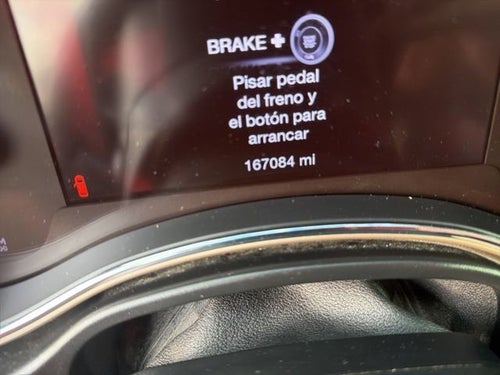 BRAKE +
Pisar pedal
del freno y
el botón para
arrancar
167084 mi